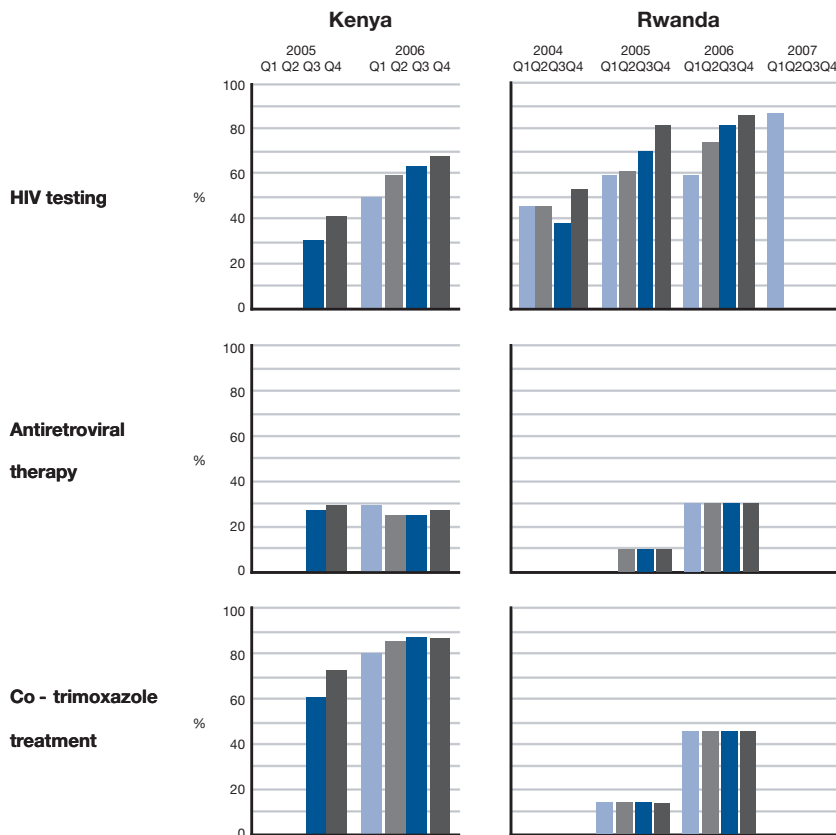 Kenya Rwanda
2005 2006 2004 2005 2006 2007
Q1 Q2 Q3 Q4 Q1 Q2 Q3 Q4 Q1Q2Q3Q4 Q1Q2Q3Q4 Q1Q2Q3Q4 Q1Q2Q3Q4
100
80
60
HIV testing %
40
20
0
100
80
Antiretroviral
60
therapy
%
40
20
0
100
80
Co - trimoxazole
60
%
treatment
40
20
0